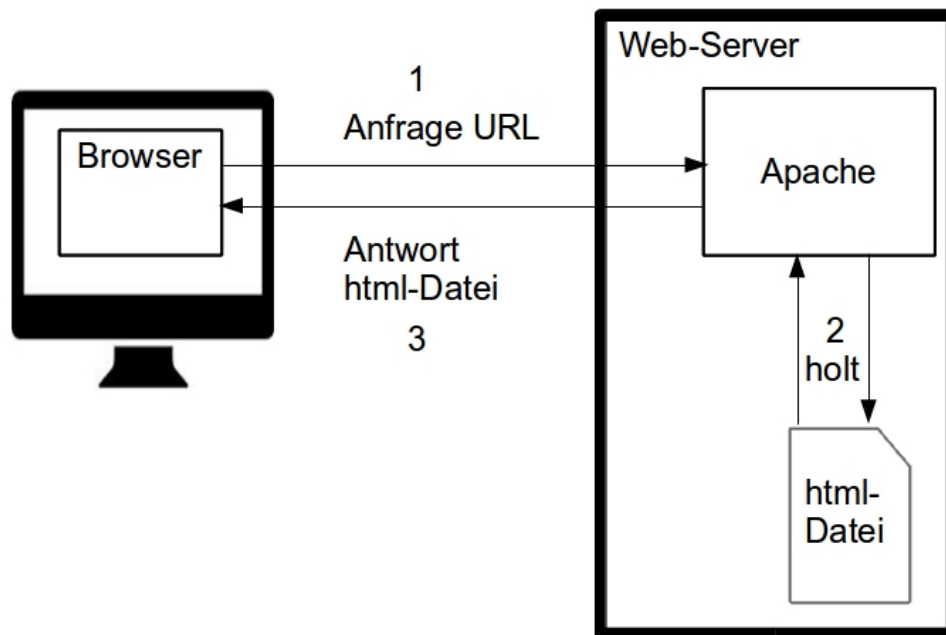 Web-Server
1
Anfrage URL
Browser
Apache
Antwort
html-Datei
3
2
holt
html-
Datei